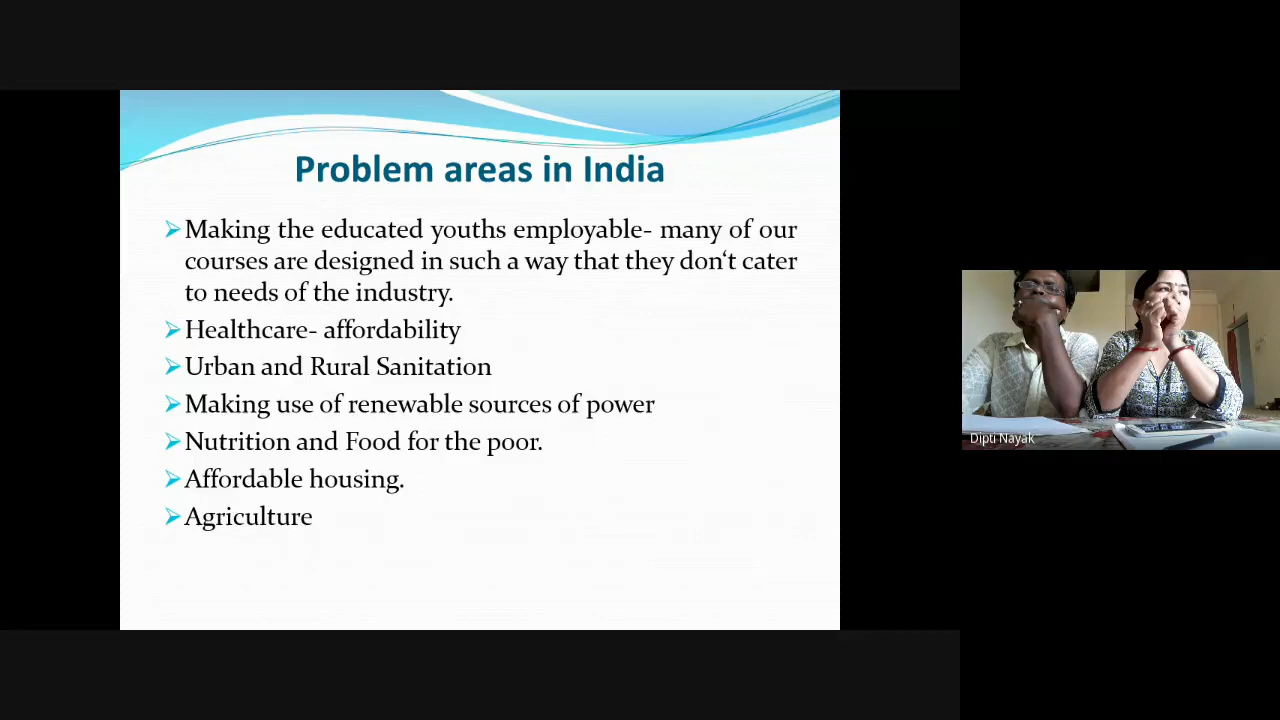 Problem areas in India
Making the educated youths employable- many of our
courses are designed in such a way that they don‘t cater
to needs of the industry.
Healthcare- affordability
Urban and Rural Sanitation
Making use of renewable sources of power
Nutrition and Food for the poor.
Affordable housing.
Agriculture
Dipti Nayak